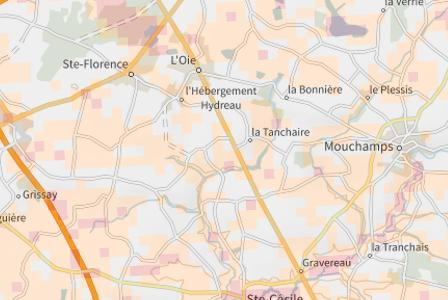 la Verrie
L'Oie
Ste-Florence
l'Hébergement
Hydreau
la Bonnière
le Plessis
la Tanchaire
Mouchamps
Grissay
guière
la Tranchais
Gravereau
Ste-Cécile